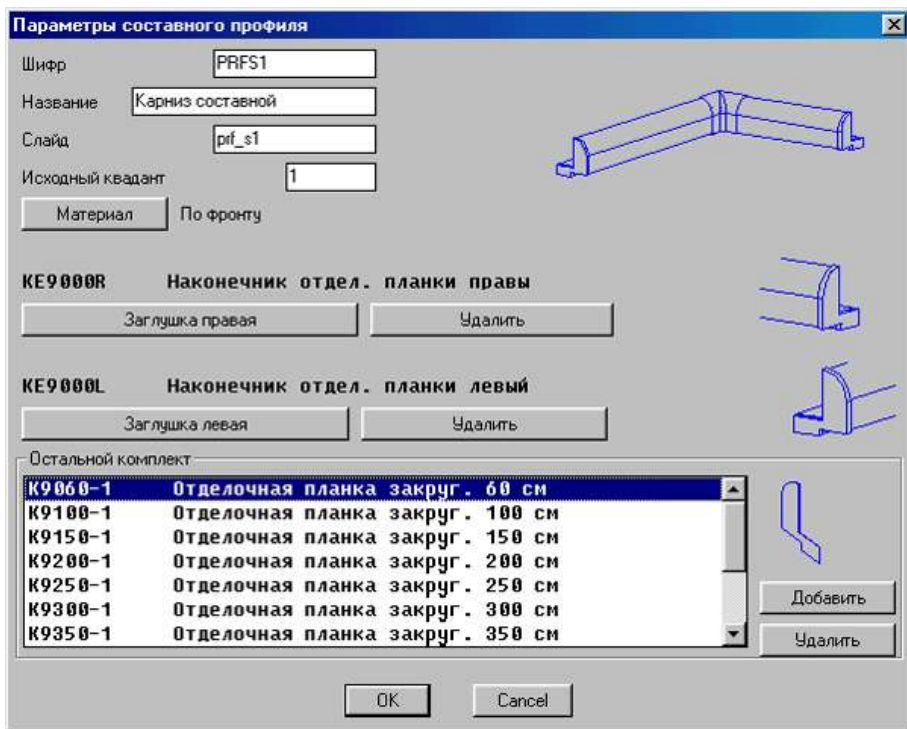 Параметры составного профиля
Шифр PRFS1
Название Карниз составной
Слайд prf_s1
Исходный квадант 1
Материал По фронту
KE9000R Наконечник отдел. планки правы
Заглушка правая Удалить
KE9000L Наконечник отдел. планки левый
Заглушка левая Удалить
Остальной комплект
K9060-1 Отделочная планка закруг. 60 см
K9100-1 Отделочная планка закруг. 100 см
K9150-1 Отделочная планка закруг. 150 см
K9200-1 Отделочная планка закруг. 200 см
K9250-1 Отделочная планка закруг. 250 см
K9300-1 Отделочная планка закруг. 300 см
K9350-1 Отделочная планка закруг. 350 см
Добавить
Удалить
OK Cancel